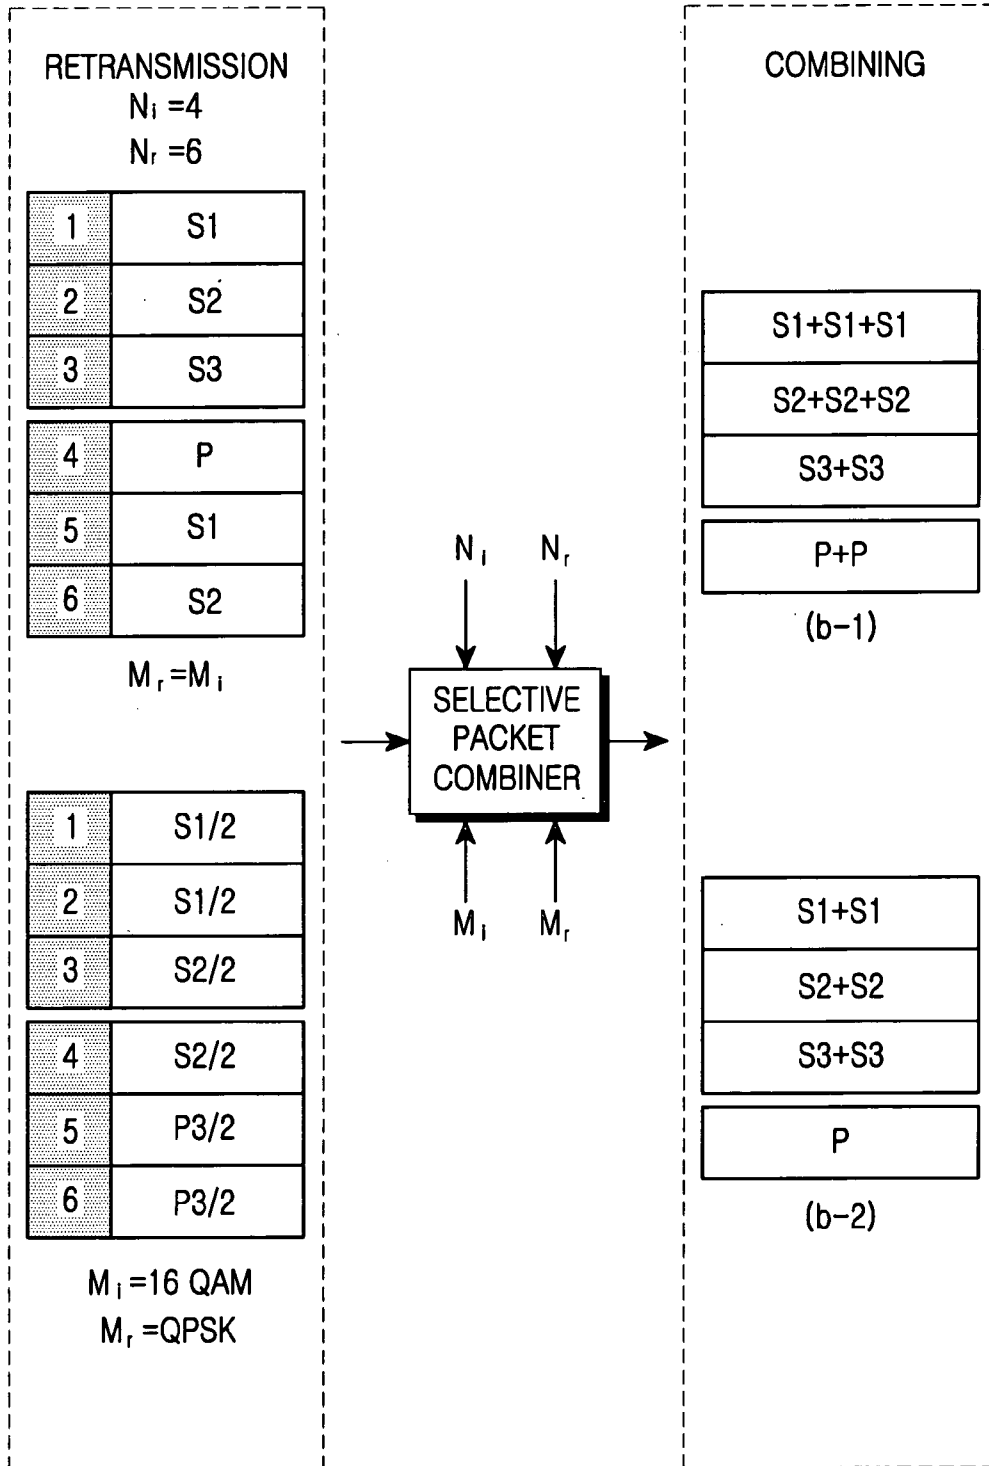 RETRANSMISSION
Ni =4
Nr =6
1 S1
2 S2
3 S3
4 P
5 S1
6 S2
Mr=Mi
1 S1/2
2 S1/2
3 S2/2
4 S2/2
5 P3/2
6 P3/2
Mi=16 QAM
Mr=QPSK
Ni Nr
SELECTIVE
PACKET
COMBINER
Mi Mr
COMBINING
S1+S1+S1
S2+S2+S2
S3+S3
P+P
(b-1)
S1+S1
S2+S2
S3+S3
P
(b-2)